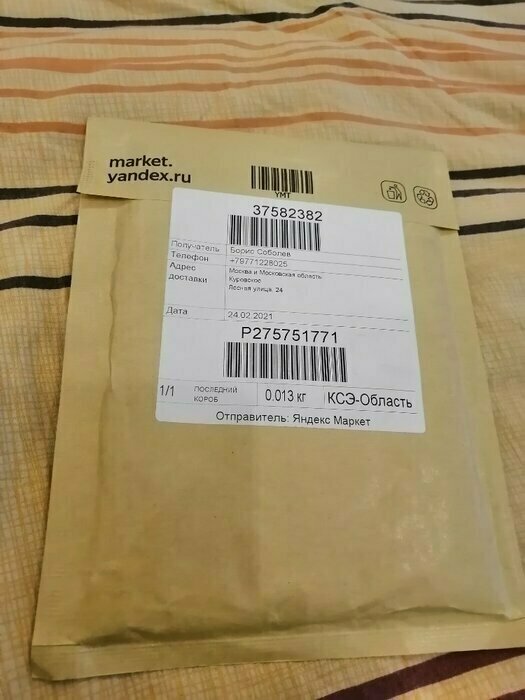 market.
yandex.ru
YMT
37582382
Получатель Борис Соболев
Телефон +79771228025
Адрес доставки Москва и Московская область
Куровское
Лесная улица, 24
Дата 24.02.2021
P275751771
1/1 ПОСЛЕДНИЙ КОРОБ 0.013 кг КСЭ-Область
Отправитель: Яндекс Маркет